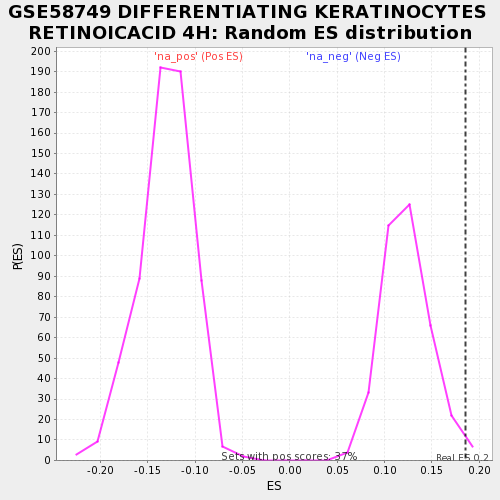 GSE58749 DIFFERENTIATING KERATINOCYTES
RETINOICACID 4H: Random ES distribution
'na_pos' (Pos ES)
'na_neg' (Neg ES)
200
190
180
170
160
150
140
130
120
110
100
90
80
70
60
50
40
30
20
10
0
P(ES)
Sets with pos scores: 37%
Real ES 0.2
-0.20 -0.15 -0.10 -0.05 0.00 0.05 0.10 0.15 0.20
ES